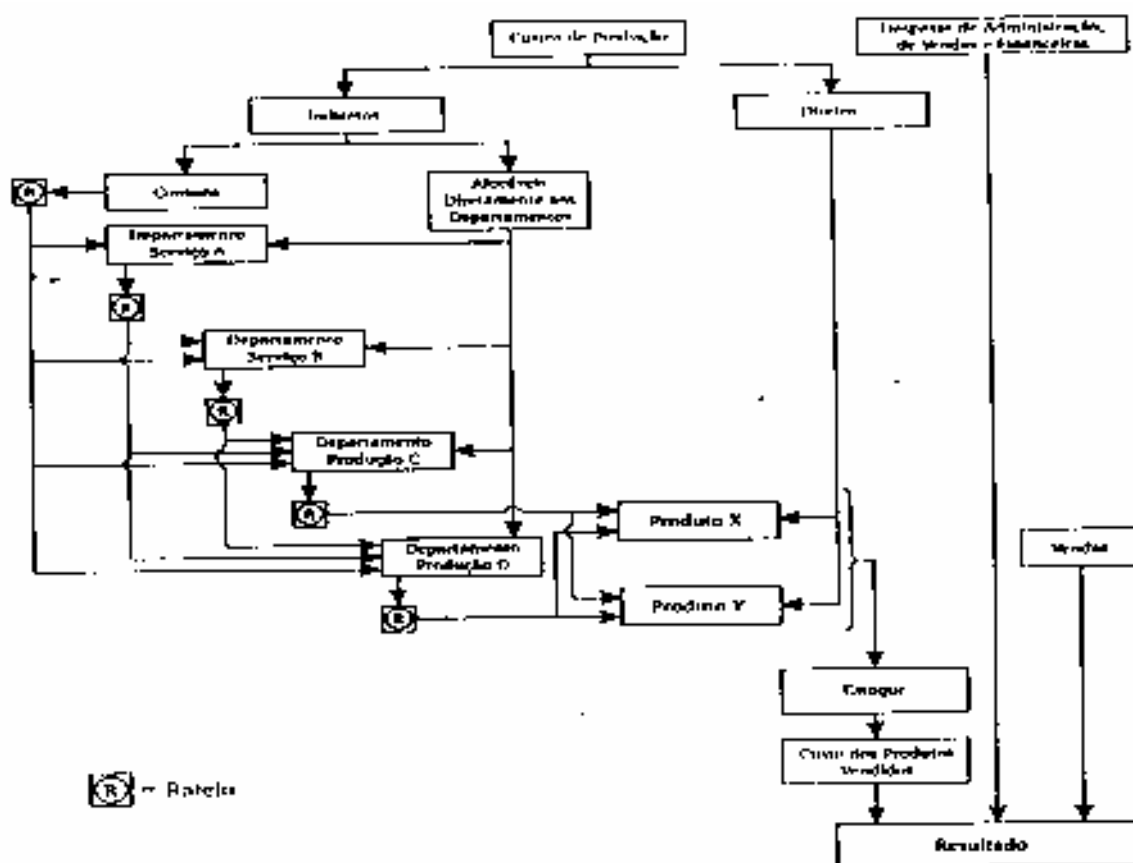 Custos de Produção
Despesas de Administração,
de Vendas e Financeiras
Indiretos
Diretos
R
Comuns
Alocáveis
Diretamente aos
Departamentos
Departamento
Serviço A
R
Departamento
Serviço B
R
Departamento
Produção C
R
Produto X
Departamento
Produção D
Vendas
R
Produto Y
Estoque
Custo dos Produtos
Vendidos
R = Rateio
Resultado